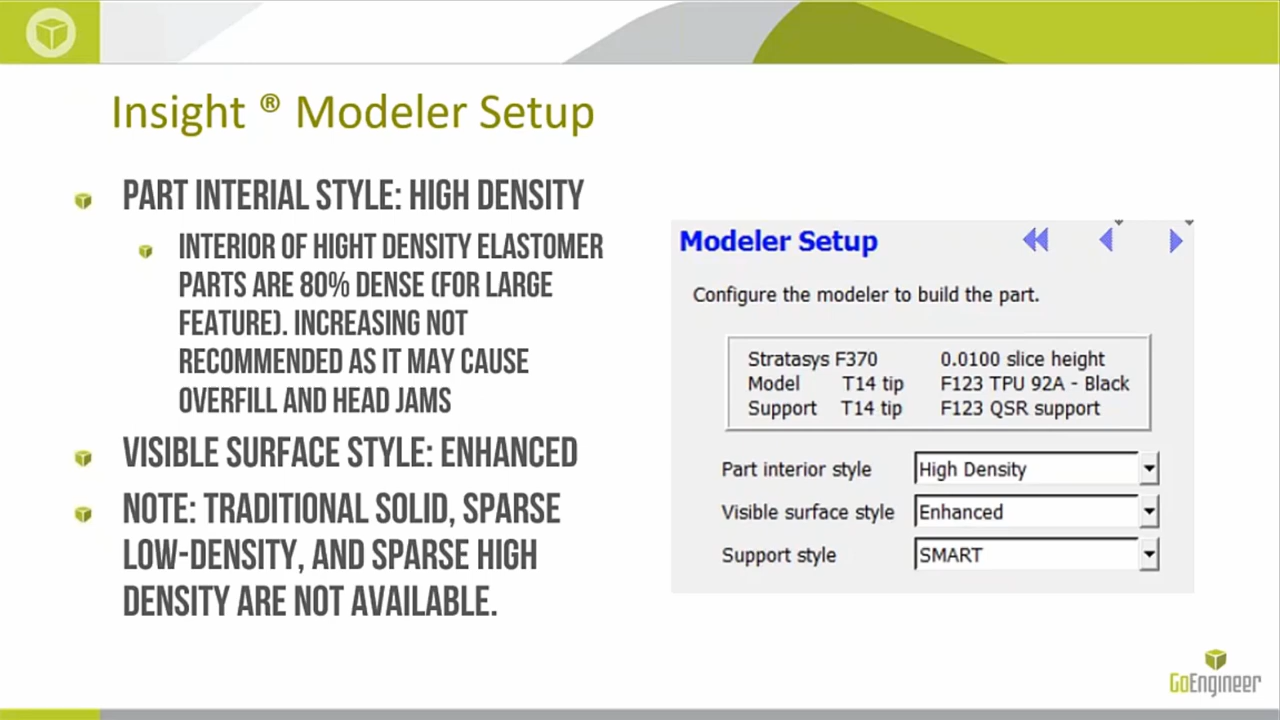 Insight ® Modeler Setup
PART INTERIAL STYLE: HIGH DENSITY
INTERIOR OF HIGHT DENSITY ELASTOMER
PARTS ARE 80% DENSE (FOR LARGE
FEATURE). INCREASING NOT
RECOMMENDED AS IT MAY CAUSE
OVERFILL AND HEAD JAMS
VISIBLE SURFACE STYLE: ENHANCED
NOTE: TRADITIONAL SOLID, SPARSE
LOW-DENSITY, AND SPARSE HIGH
DENSITY ARE NOT AVAILABLE.
Modeler Setup
Configure the modeler to build the part.
Stratasys F370 0.0100 slice height
Model T14 tip F123 TPU 92A - Black
Support T14 tip F123 QSR support
Part interior style High Density
Visible surface style Enhanced
Support style SMART
GoEngineer